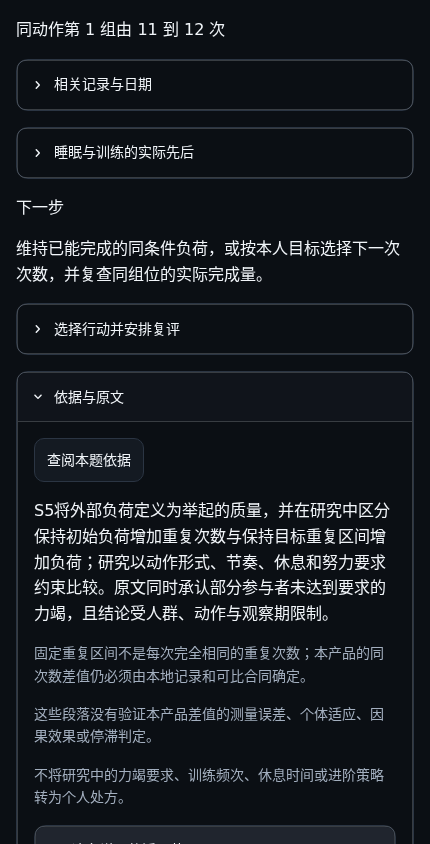 同动作第 1 组由 11 到 12 次
相关记录与日期
睡眠与训练的实际先后
下一步
维持已能完成的同条件负荷，或按本人目标选择下一次
次数，并复查同组位的实际完成量。
选择行动并安排复评
依据与原文
查阅本题依据
S5将外部负荷定义为举起的质量，并在研究中区分
保持初始负荷增加重复次数与保持目标重复区间增
加负荷；研究以动作形式、节奏、休息和努力要求
约束比较。原文同时承认部分参与者未达到要求的
力竭，且结论受人群、动作与观察期限制。
固定重复区间不是每次完全相同的重复次数；本产品的同
次数差值仍必须由本地记录和可比合同确定。
这些段落没有验证本产品差值的测量误差、个体适应、因
果效果或停滞判定。
不将研究中的力竭要求、训练频次、休息时间或进阶策略
转为个人处方。